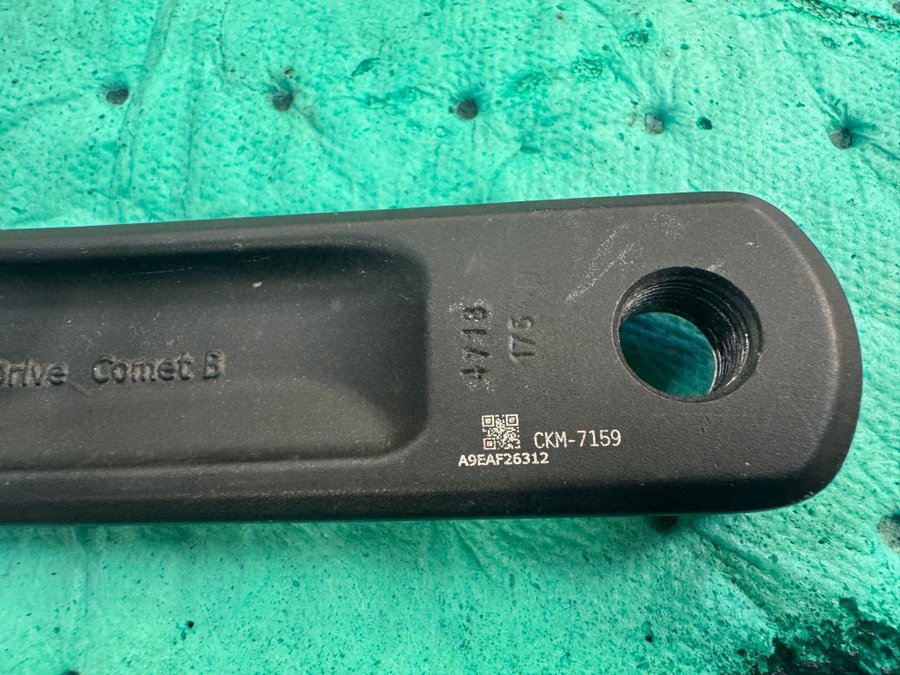 Drive Comet B
4718
175
CKM-7159
A9EAF26312